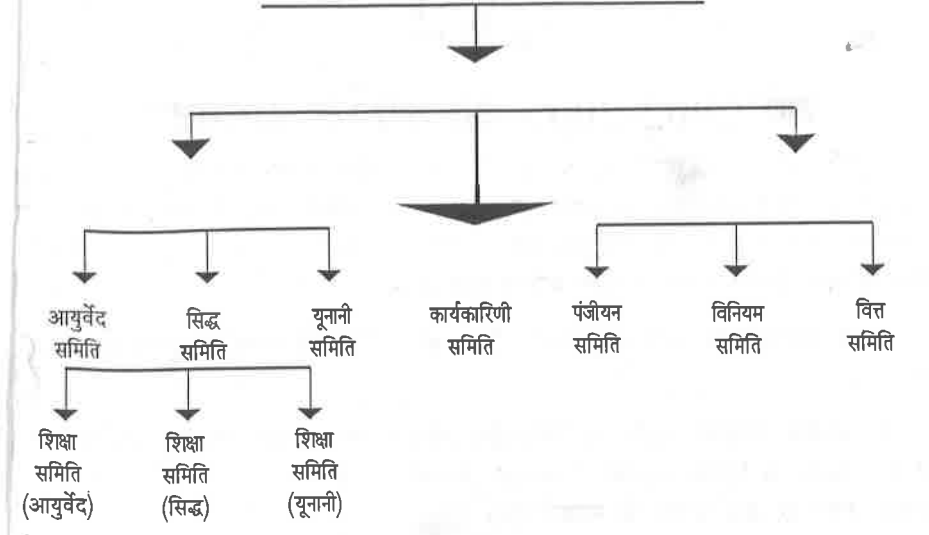 आयुर्वेद
समिति
सिद्ध
समिति
यूनानी
समिति
कार्यकारिणी
समिति
पंजीयन
समिति
विनियम
समिति
वित्त
समिति
शिक्षा
समिति
(आयुर्वेद)
शिक्षा
समिति
(सिद्ध)
शिक्षा
समिति
(यूनानी)